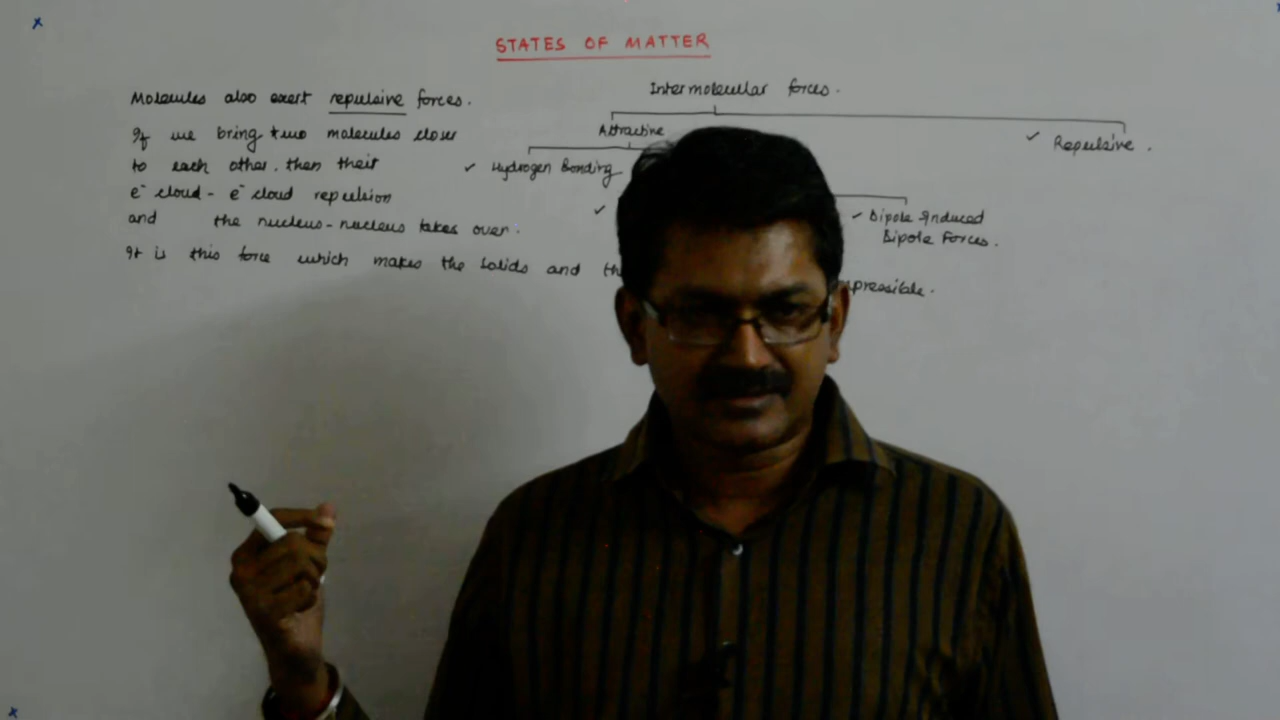 STATES OF MATTER
Intermolecular forces.
Attractive
✓ Repulsive.
✓ Hydrogen Bonding
✓ Dipole Induced
Dipole Forces.
Molecules also exert repulsive forces.
If we bring two molecules closer
to each other, then their
e⁻ cloud - e⁻ cloud repulsion
and the nucleus - nucleus takes over.
It is this force which makes the solids and